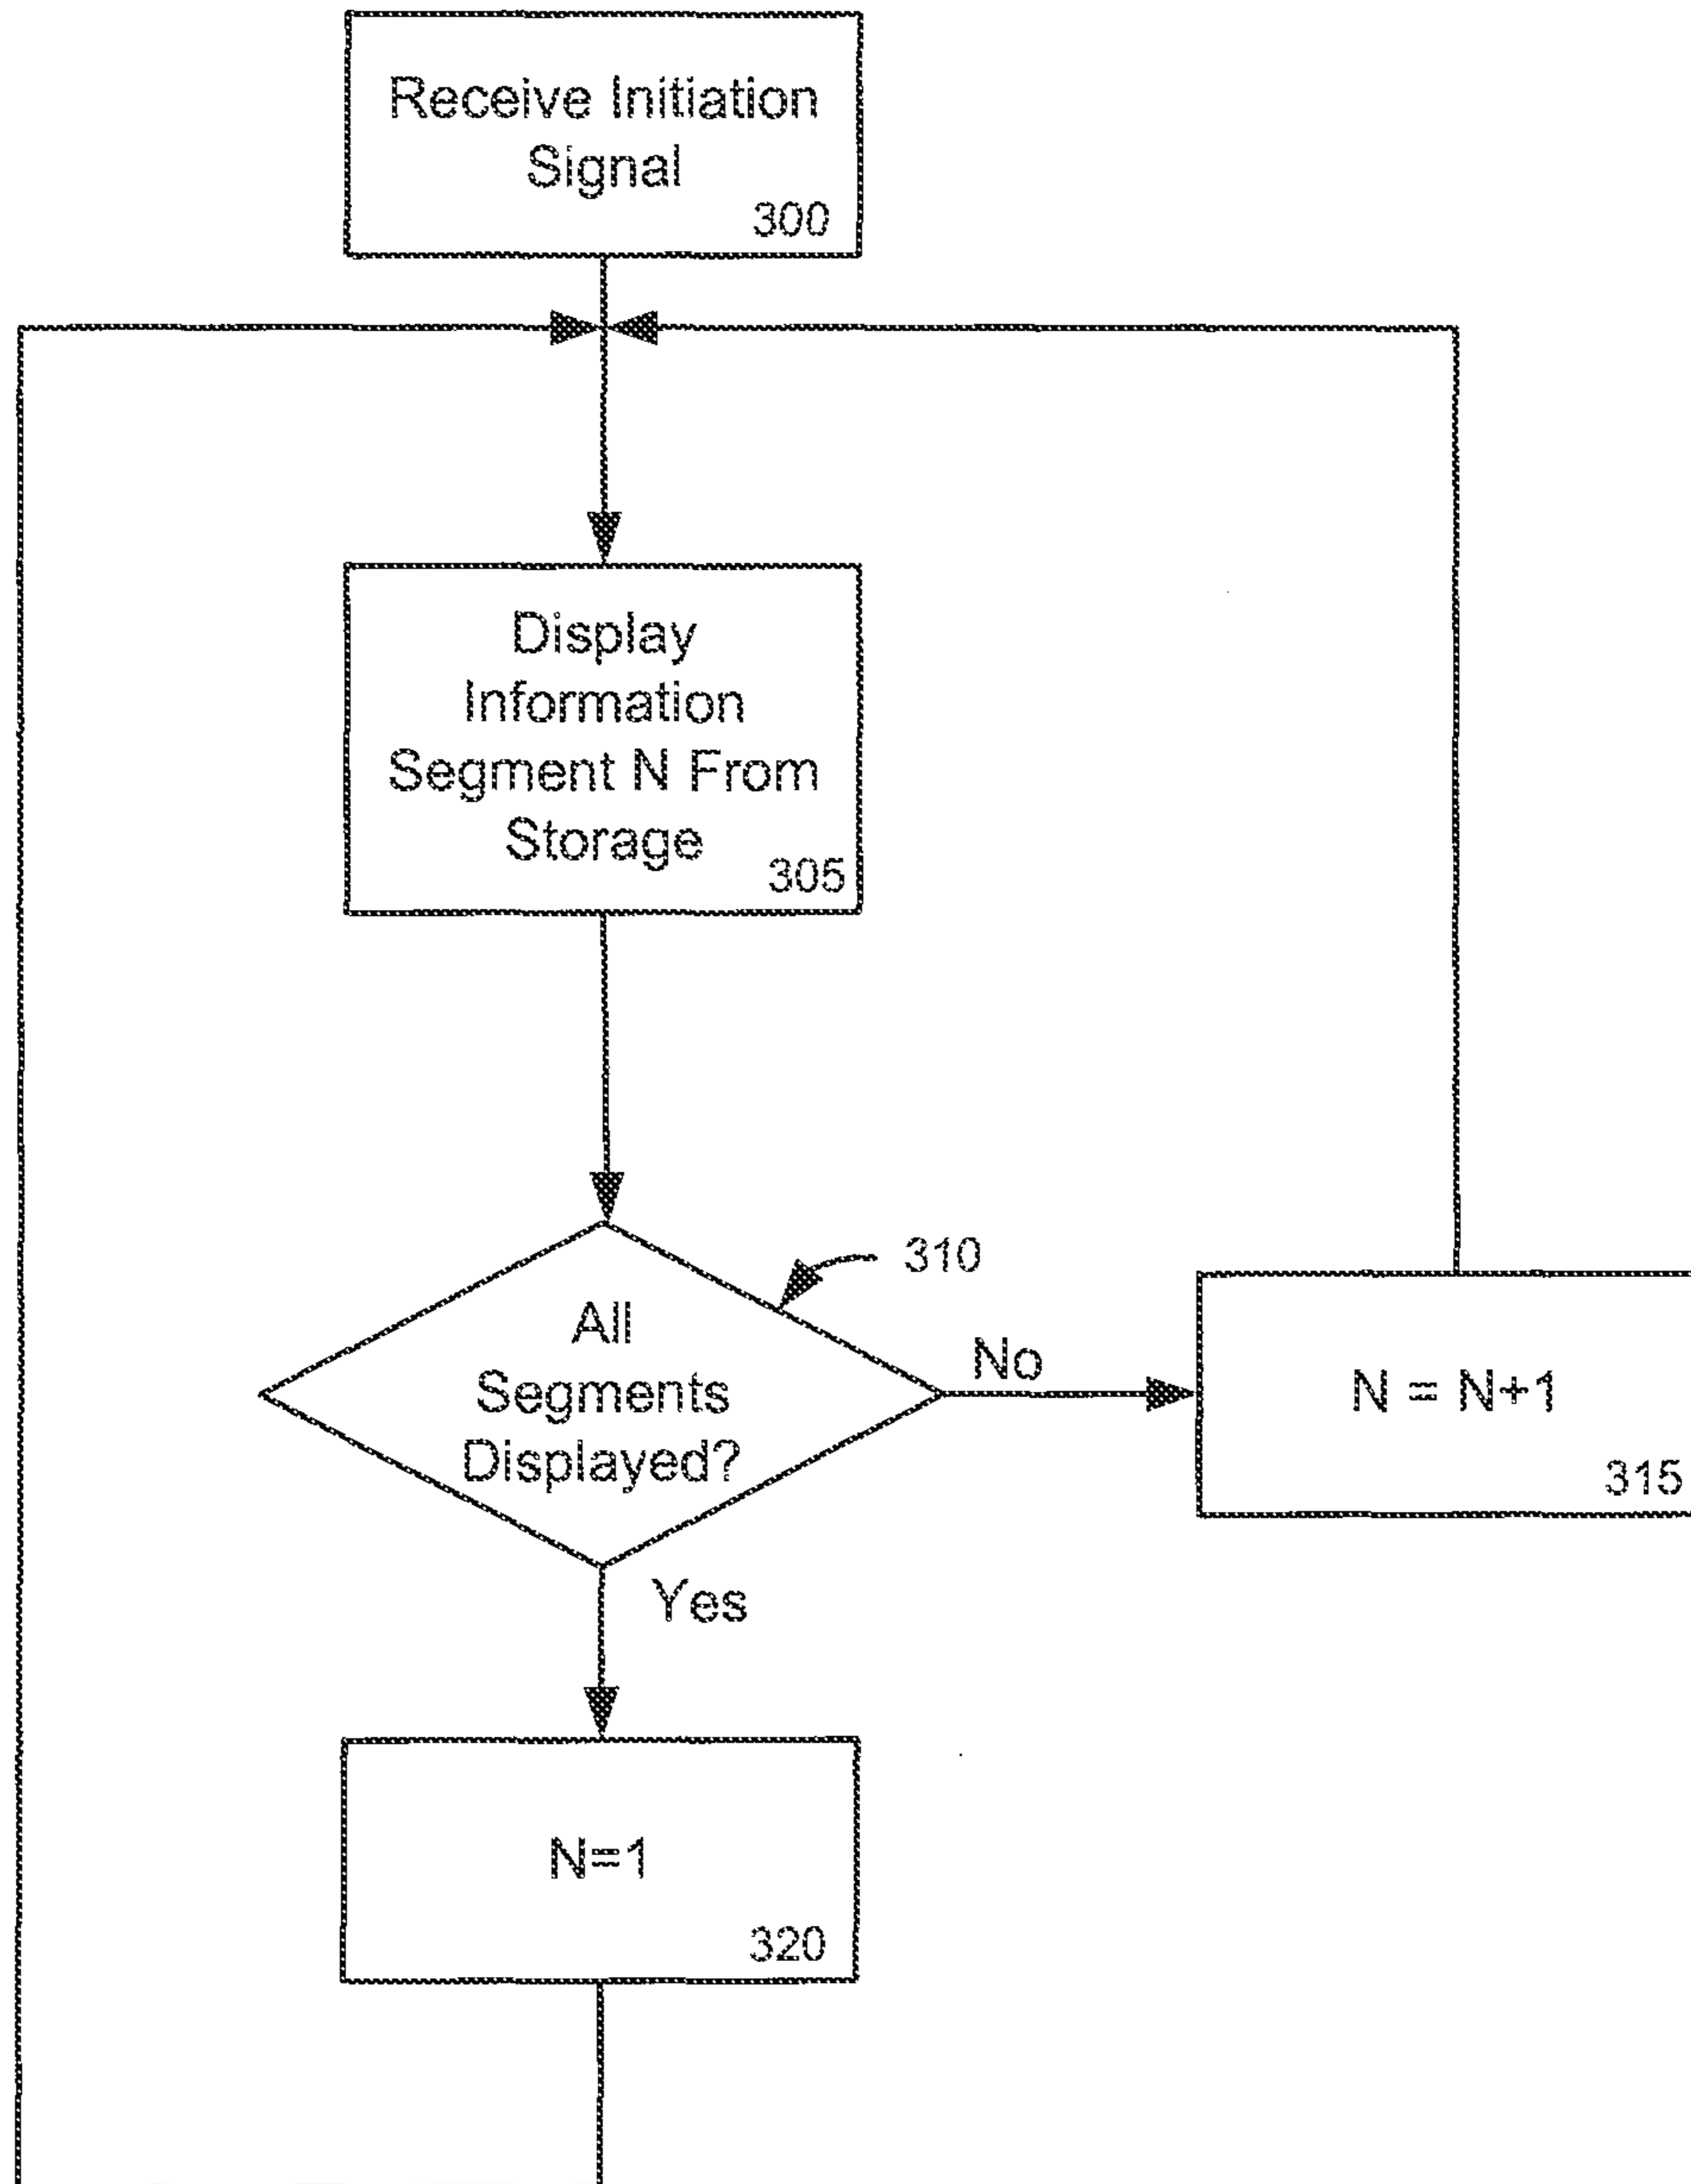 Receive Initiation
Signal
300
Display
Information
Segment N From
Storage
305
310
All
Segments
Displayed?
No
N = N+1
315
Yes
N=1
320